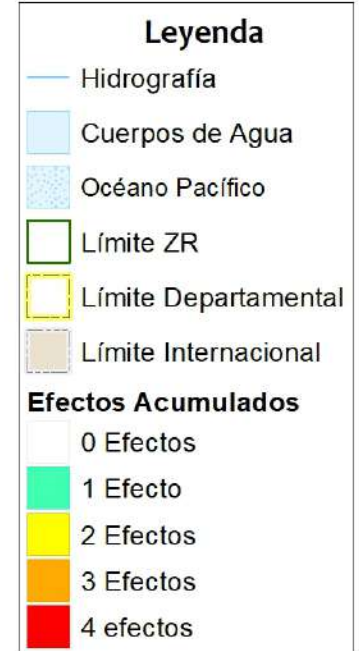 Leyenda
Hidrografía
Cuerpos de Agua
Océano Pacífico
Límite ZR
Límite Departamental
Límite Internacional
Efectos Acumulados
0 Efectos
1 Efecto
2 Efectos
3 Efectos
4 efectos